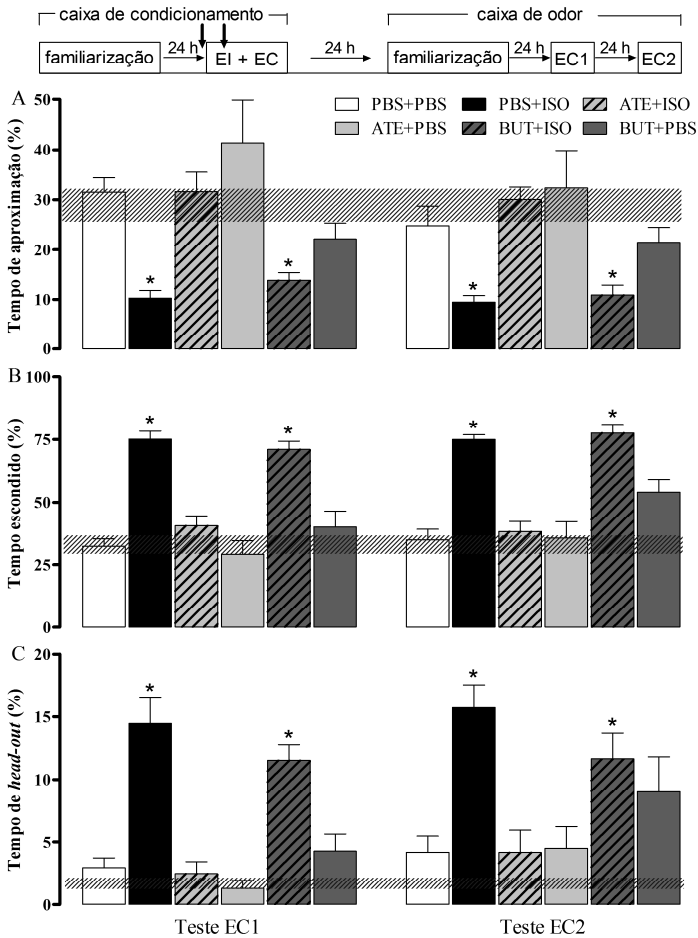 caixa de condicionamento
caixa de odor
familiarização
24 h
EI + EC
24 h
familiarização
24 h
EC1
24 h
EC2
A
PBS+PBS
PBS+ISO
ATE+ISO
ATE+PBS
BUT+ISO
BUT+PBS
Tempo de aproximação (%)
50
40
30
20
10
0
*
*
*
*
B
Tempo escondido (%)
100
75
50
25
0
*
*
*
*
C
Tempo de head-out (%)
20
15
10
5
0
*
*
*
*
Teste EC1
Teste EC2